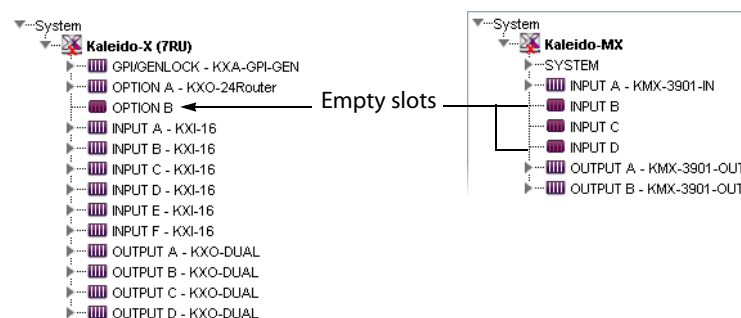 System
Kaleido-X (7RU)
GPI/GENLOCK - KXA-GPI-GEN
OPTION A - KXO-24Router
OPTION B
INPUT A - KXI-16
INPUT B - KXI-16
INPUT C - KXI-16
INPUT D - KXI-16
INPUT E - KXI-16
INPUT F - KXI-16
OUTPUT A - KXO-DUAL
OUTPUT B - KXO-DUAL
OUTPUT C - KXO-DUAL
OUTPUT D - KXO-DUAL
Empty slots
System
Kaleido-MX
SYSTEM
INPUT A - KMX-3901-IN
INPUT B
INPUT C
INPUT D
OUTPUT A - KMX-3901-OUT
OUTPUT B - KMX-3901-OUT